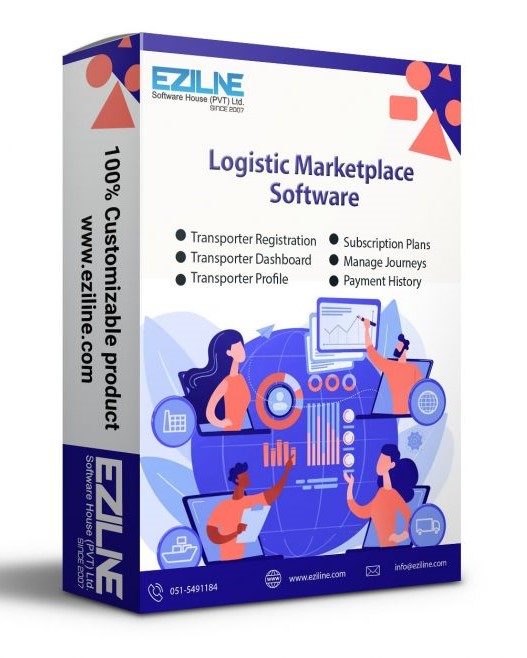 EZILINE
Software House (PVT) Ltd.
SINCE 2007
Logistic Marketplace
Software
Transporter Registration
Transporter Dashboard
Transporter Profile
Subscription Plans
Manage Journeys
Payment History
051-5491184
www.eziline.com
info@eziline.com
100% Customizable product
www.eziline.com
EZILINE
Software House (PVT) Ltd.
SINCE 2007